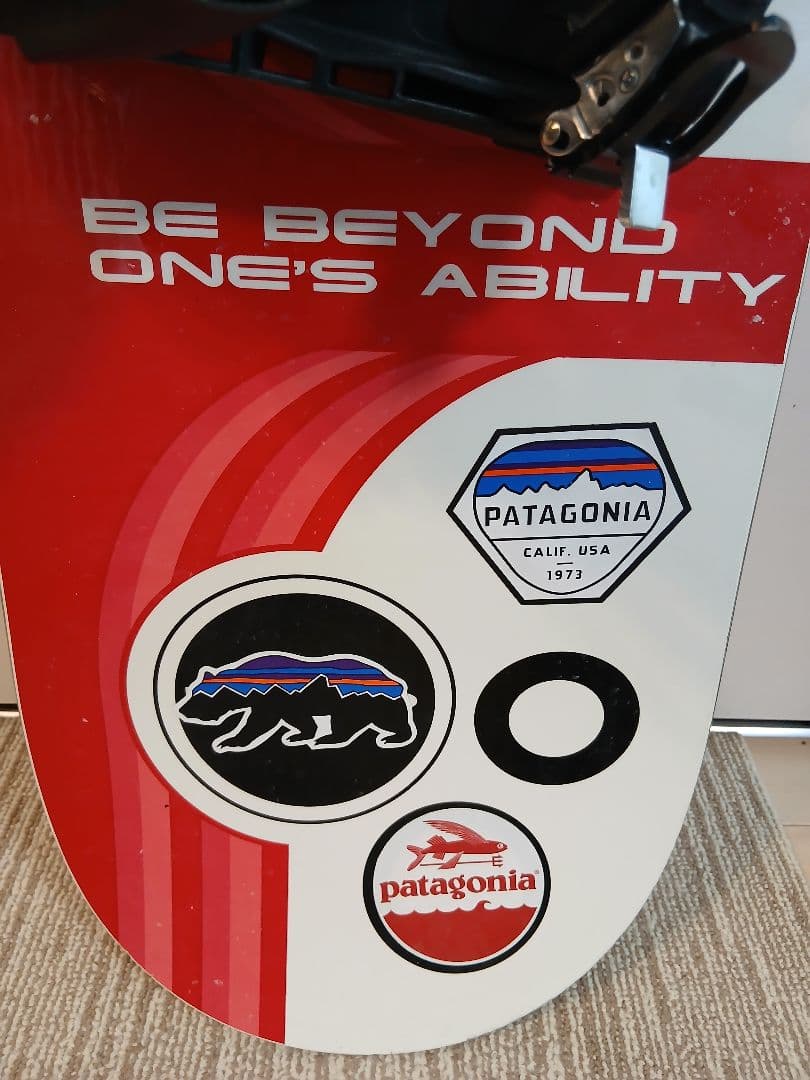 BE BEYOND
ONE'S ABILITY
PATAGONIA
CALIF. USA
1973
patagonia